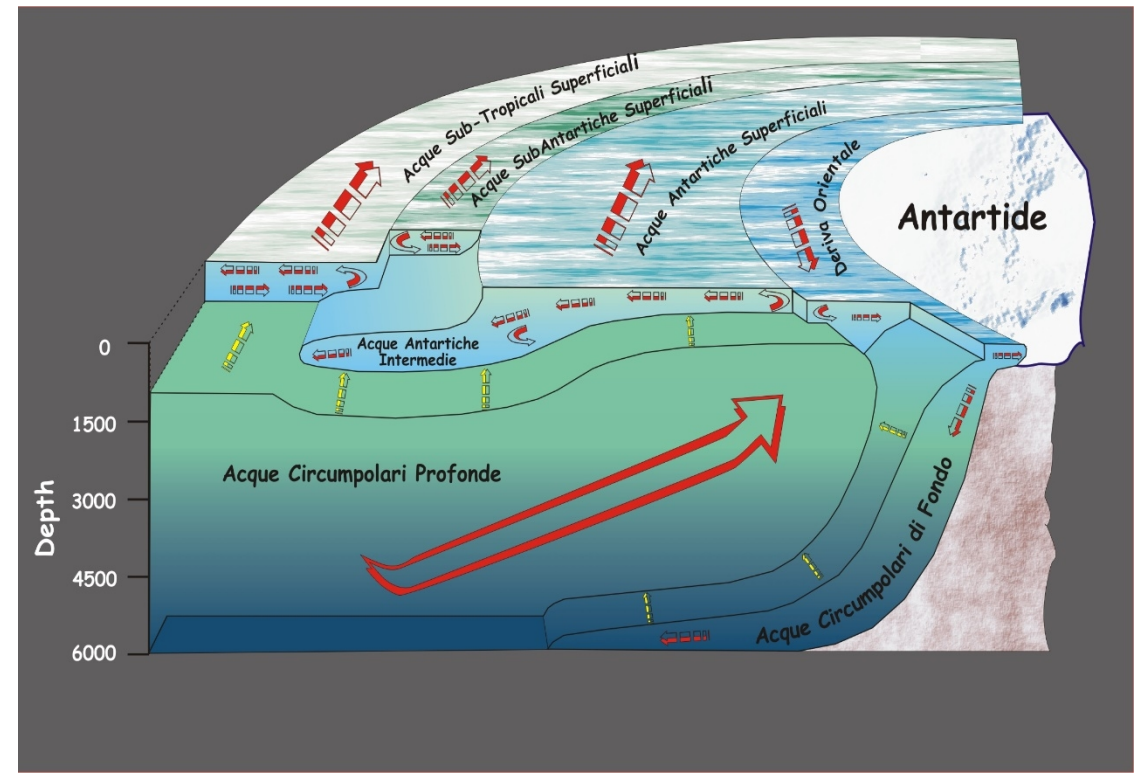 Acque Sub-Tropicali Superficiali
Acque SubAntartiche Superficiali
Acque Antartiche Superficiali
Deriva Orientale
Antartide
Acque Antartiche
Intermedie
Acque Circumpolari Profonde
Acque Circumpolari di Fondo
Depth
0
1500
3000
4500
6000